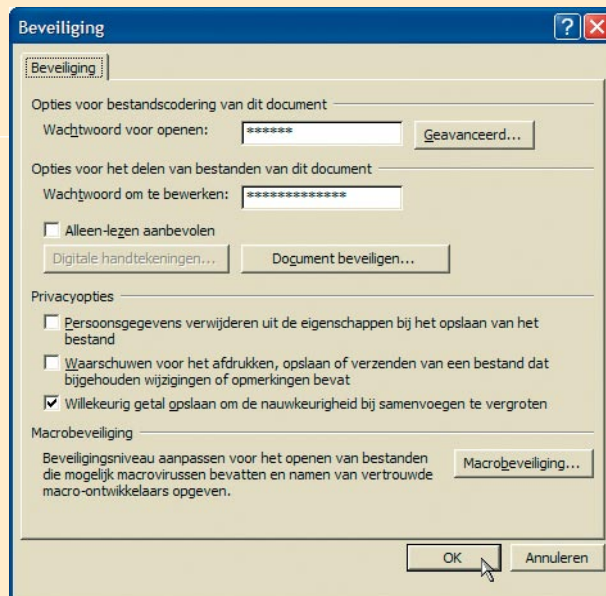 Beveiliging
Beveiliging
Opties voor bestandscodering van dit document
Wachtwoord voor openen: ****** Geavanceerd...
Opties voor het delen van bestanden van dit document
Wachtwoord om te bewerken: *************
Alleen-lezen aanbevolen
Digitale handtekeningen... Document beveiligen...
Privacyopties
Persoonsgegevens verwijderen uit de eigenschappen bij het opslaan van het
bestand
Waarschuwen voor het afdrukken, opslaan of verzenden van een bestand dat
bijgehouden wijzigingen of opmerkingen bevat
Willekeurig getal opslaan om de nauwkeurigheid bij samenvoegen te vergroten
Macrobeveiliging
Beveiligingsniveau aanpassen voor het openen van bestanden
die mogelijk macrovirussen bevatten en namen van vertrouwde
macro-ontwikkelaars opgeven.
Macrobeveiliging...
OK Annuleren